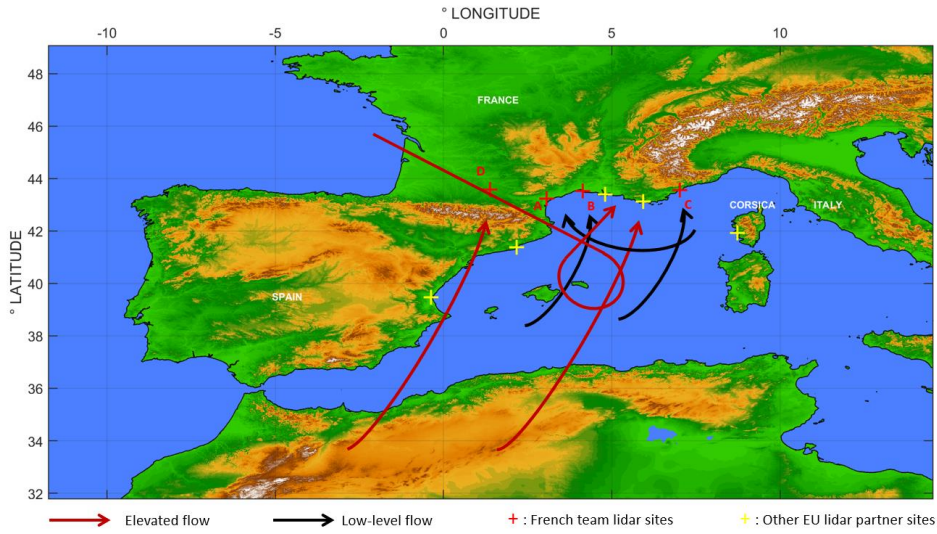 ° LONGITUDE
-10 -5 0 5 10
° LATITUDE
48
46
44
42
40
38
36
34
32
FRANCE
D
A B C
CORSICA ITALY
SPAIN
Elevated flow Low-level flow + : French team lidar sites + : Other EU lidar partner sites